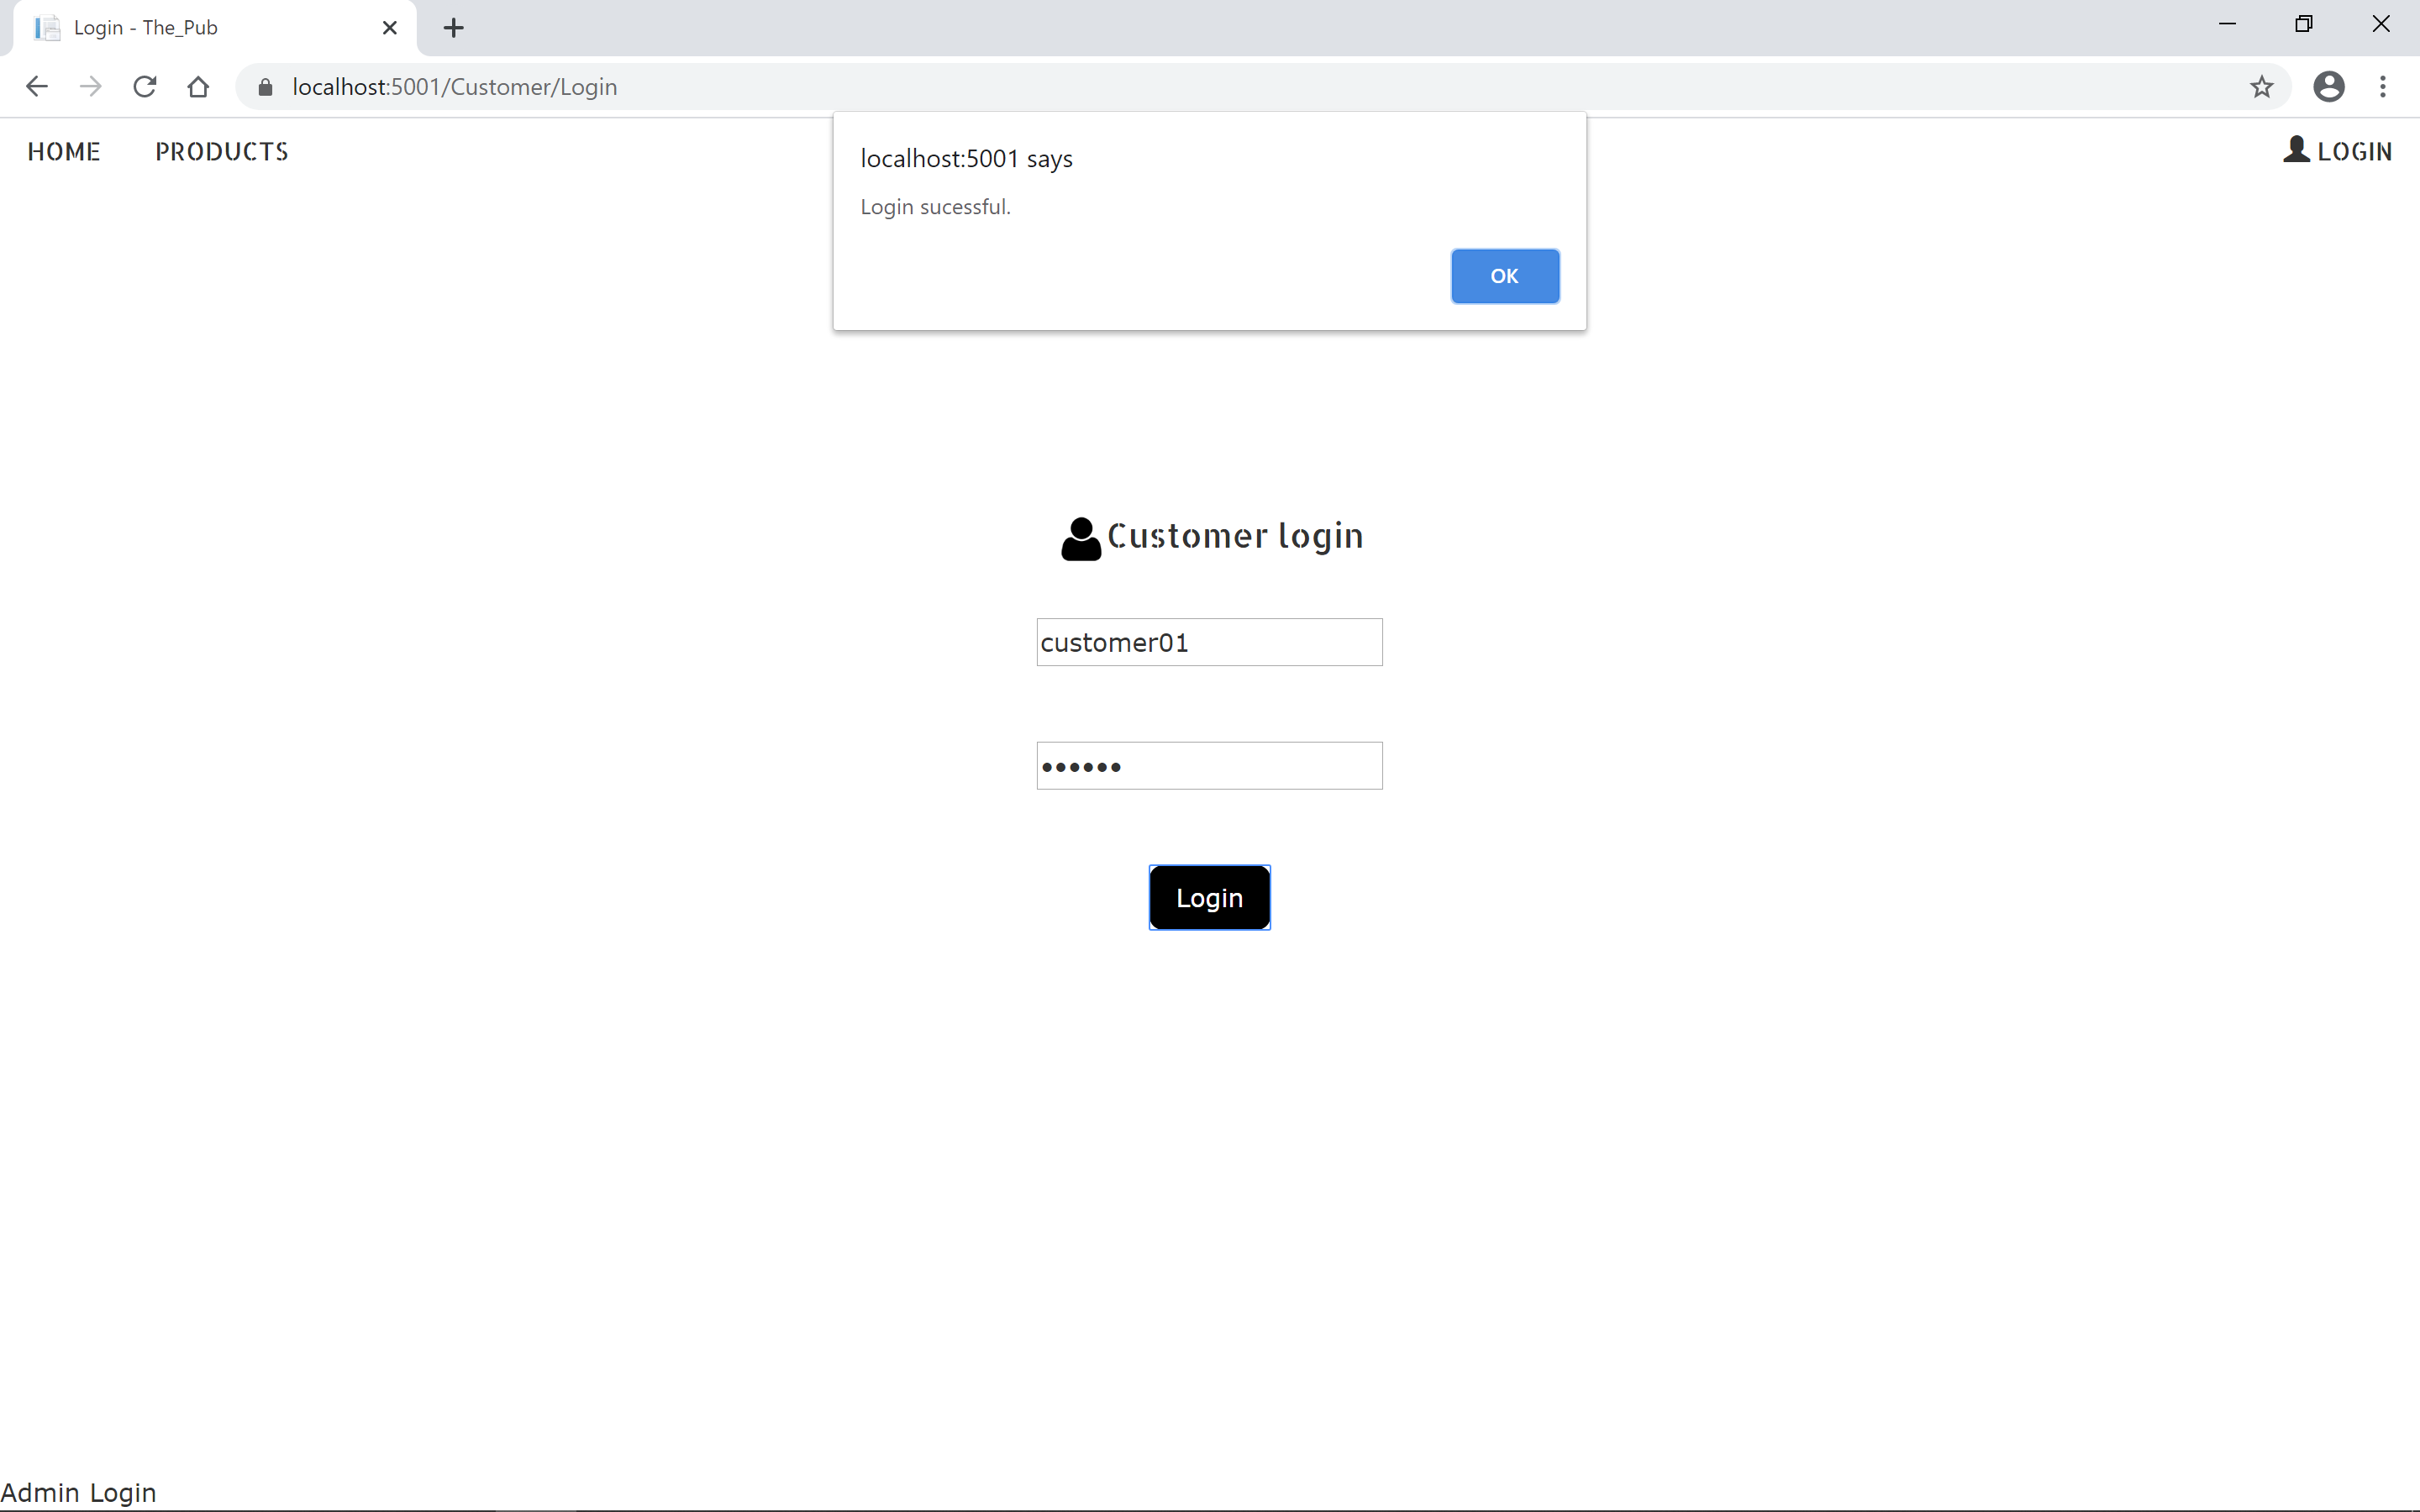 Login - The_Pub
localhost:5001/Customer/Login
HOME PRODUCTS LOGIN
localhost:5001 says
Login sucessful.
OK
Customer login
customer01
••••••
Login
Admin Login